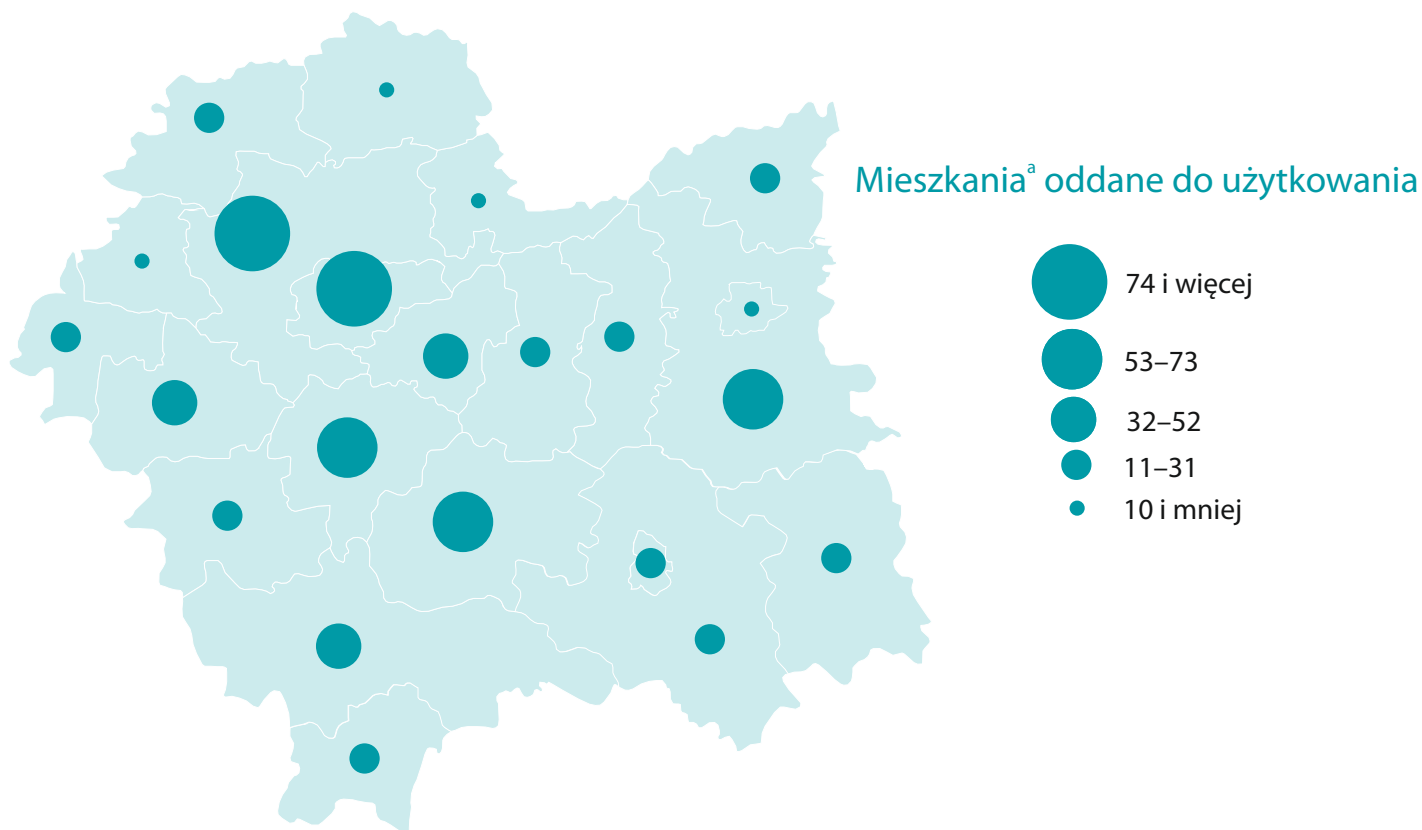 Mieszkaniaᵃ oddane do użytkowania
74 i więcej
53–73
32–52
11–31
10 i mniej